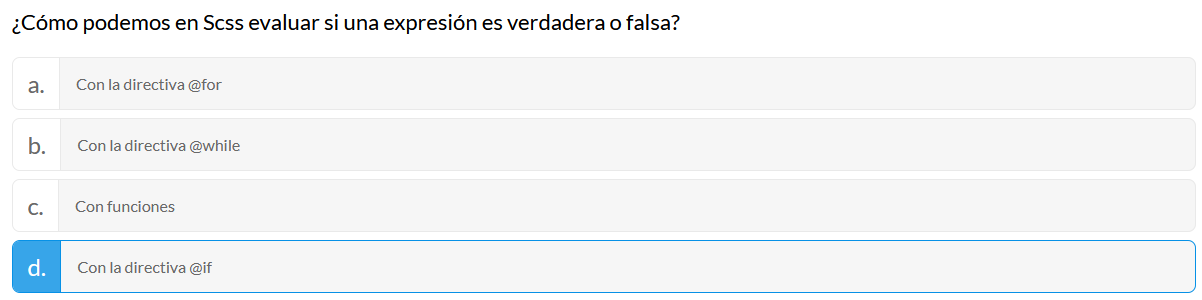 ¿Cómo podemos en Scss evaluar si una expresión es verdadera o falsa?
a. Con la directiva @for
b. Con la directiva @while
c. Con funciones
d. Con la directiva @if